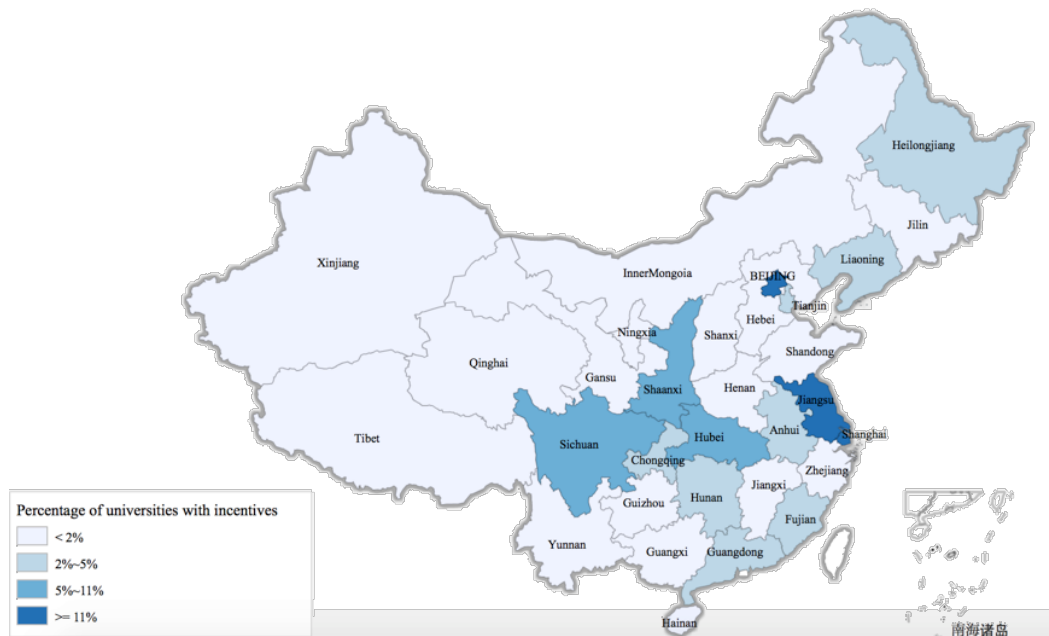 Heilongjiang
Jilin
Liaoning
Xinjiang
InnerMongoia
BEIJING
Tianjin
Hebei
Ningxia
Shanxi
Shandong
Qinghai
Gansu
Shaanxi
Henan
Jiangsu
Tibet
Sichuan
Hubei
Anhui
Shanghai
Chongqing
Zhejiang
Jiangxi
Hunan
Guizhou
Fujian
Yunnan
Guangxi
Guangdong
Hainan
Percentage of universities with incentives
< 2%
2%~5%
5%~11%
>= 11%
南海诸岛